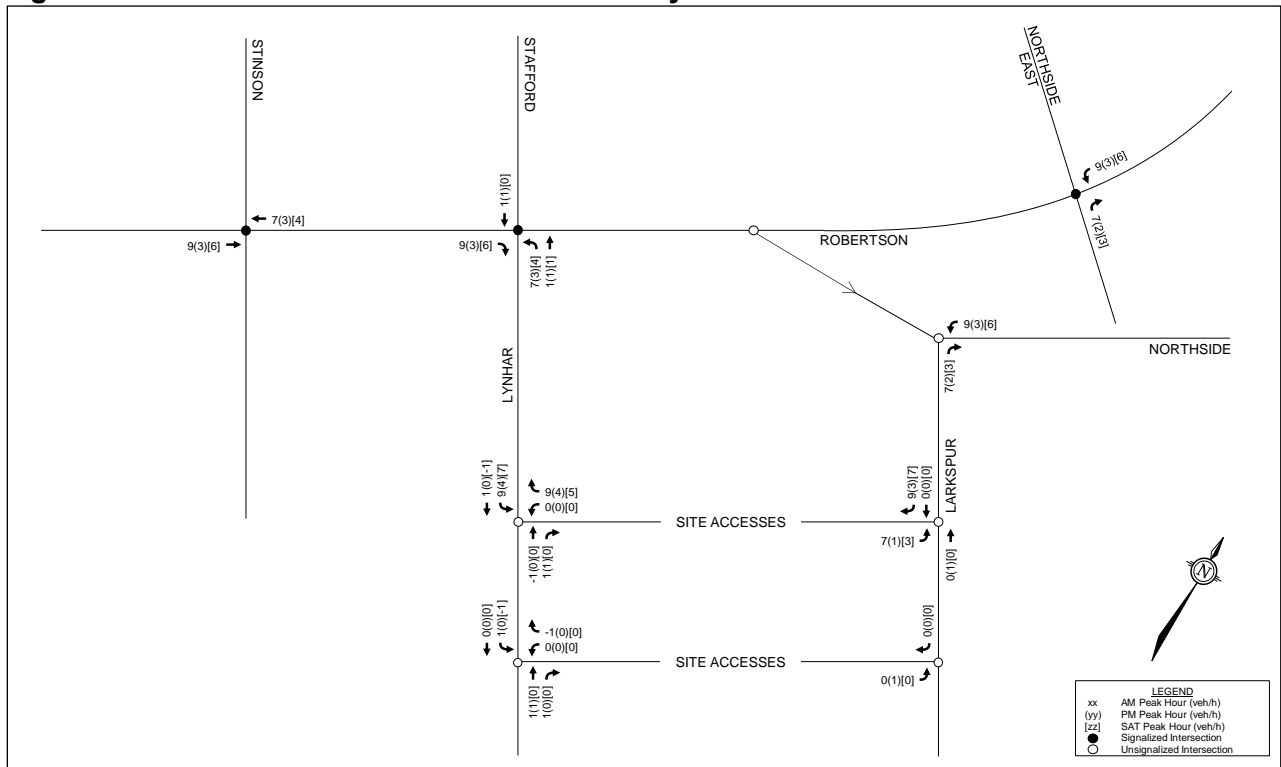 STINSON
STAFFORD
NORTHSIDE
EAST
9(3)[6]
7(2)[3]
1(1)[0]
7(3)[4]
9(3)[6]
9(3)[6]
7(3)[4]
1(1)[1]
ROBERTSON
9(3)[6]
NORTHSIDE
7(2)[3]
LYNHAR
LARKSPUR
1(0)[-1]
9(4)[7]
9(4)[5]
0(0)[0]
SITE ACCESSES
9(3)[7]
0(0)[0]
7(1)[3]
0(1)[0]
-1(0)[0]
1(1)[0]
0(0)[0]
1(0)[-1]
-1(0)[0]
0(0)[0]
SITE ACCESSES
0(0)[0]
0(1)[0]
1(1)[0]
1(0)[0]
N
LEGEND
xx AM Peak Hour (veh/h)
(yy) PM Peak Hour (veh/h)
[zz] SAT Peak Hour (veh/h)
Signalized Intersection
Unsignalized Intersection